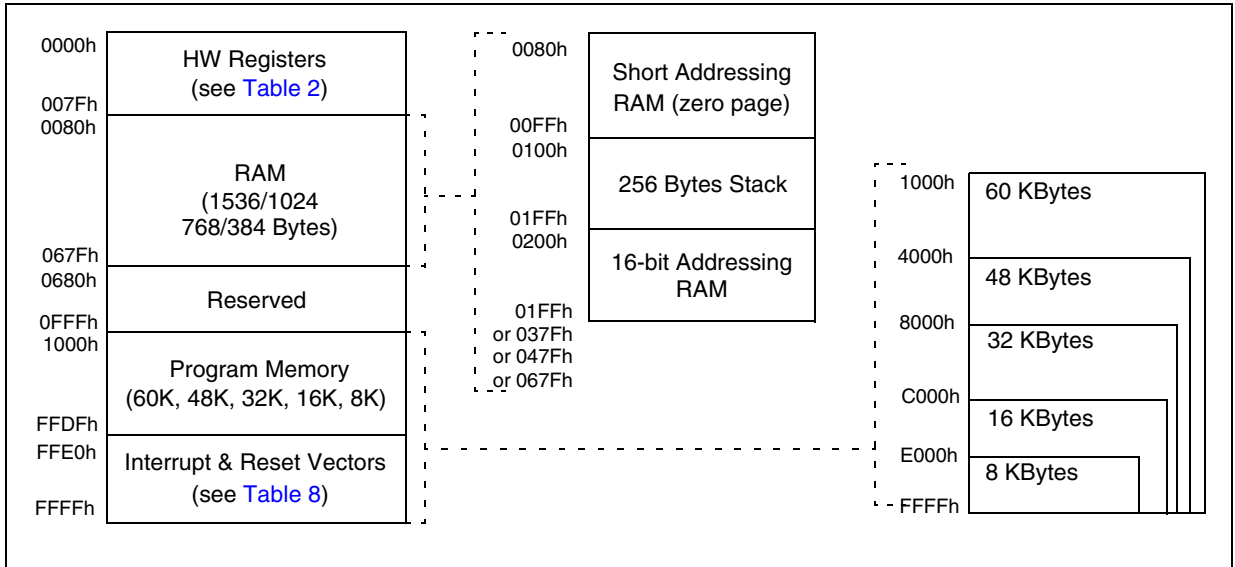 0000h
HW Registers
(see Table 2)
007Fh
0080h
RAM
(1536/1024
768/384 Bytes)
067Fh
0680h
Reserved
0FFFh
1000h
Program Memory
(60K, 48K, 32K, 16K, 8K)
FFDFh
FFE0h
Interrupt & Reset Vectors
(see Table 8)
FFFFh
0080h
Short Addressing
RAM (zero page)
00FFh
0100h
256 Bytes Stack
01FFh
0200h
16-bit Addressing
RAM
01FFh
or 037Fh
or 047Fh
or 067Fh
1000h
60 KBytes
4000h
48 KBytes
8000h
32 KBytes
C000h
16 KBytes
E000h
8 KBytes
FFFFh